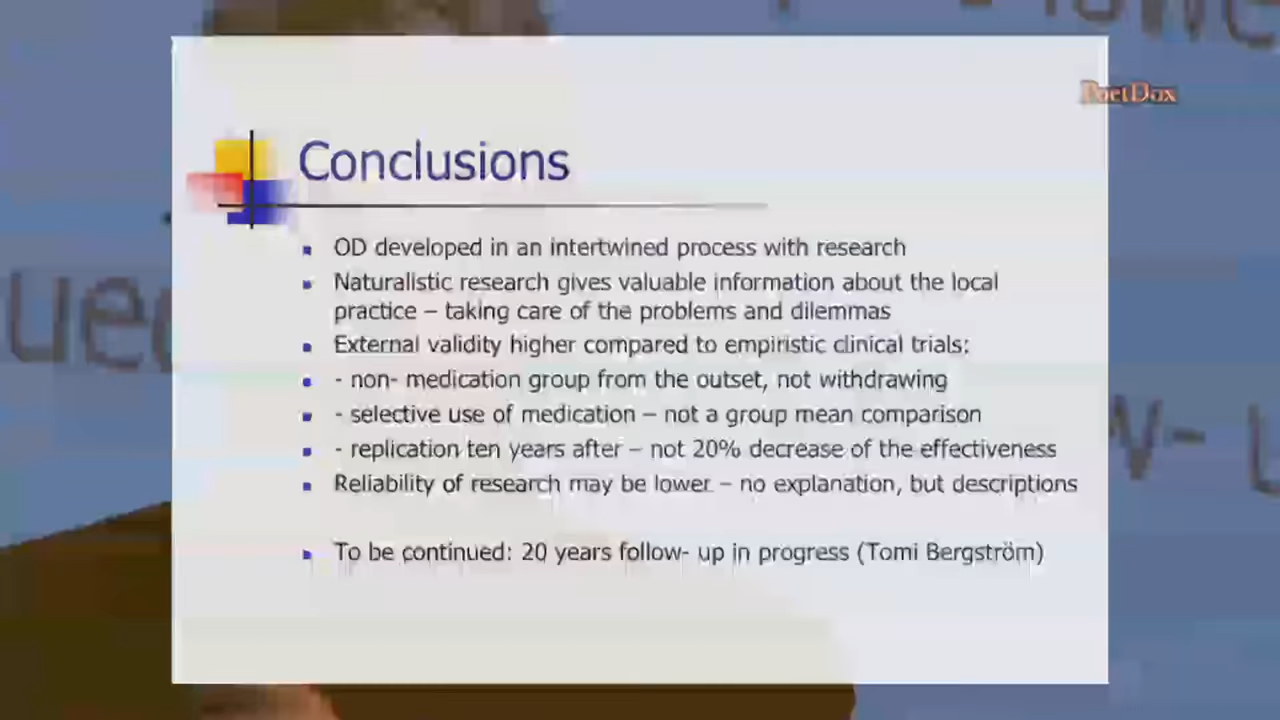 PoetDox
Conclusions
OD developed in an intertwined process with research
Naturalistic research gives valuable information about the local
practice – taking care of the problems and dilemmas
External validity higher compared to empiristic clinical trials:
- non- medication group from the outset, not withdrawing
- selective use of medication – not a group mean comparison
- replication ten years after – not 20% decrease of the effectiveness
Reliability of research may be lower – no explanation, but descriptions
To be continued: 20 years follow- up in progress (Tomi Bergström)